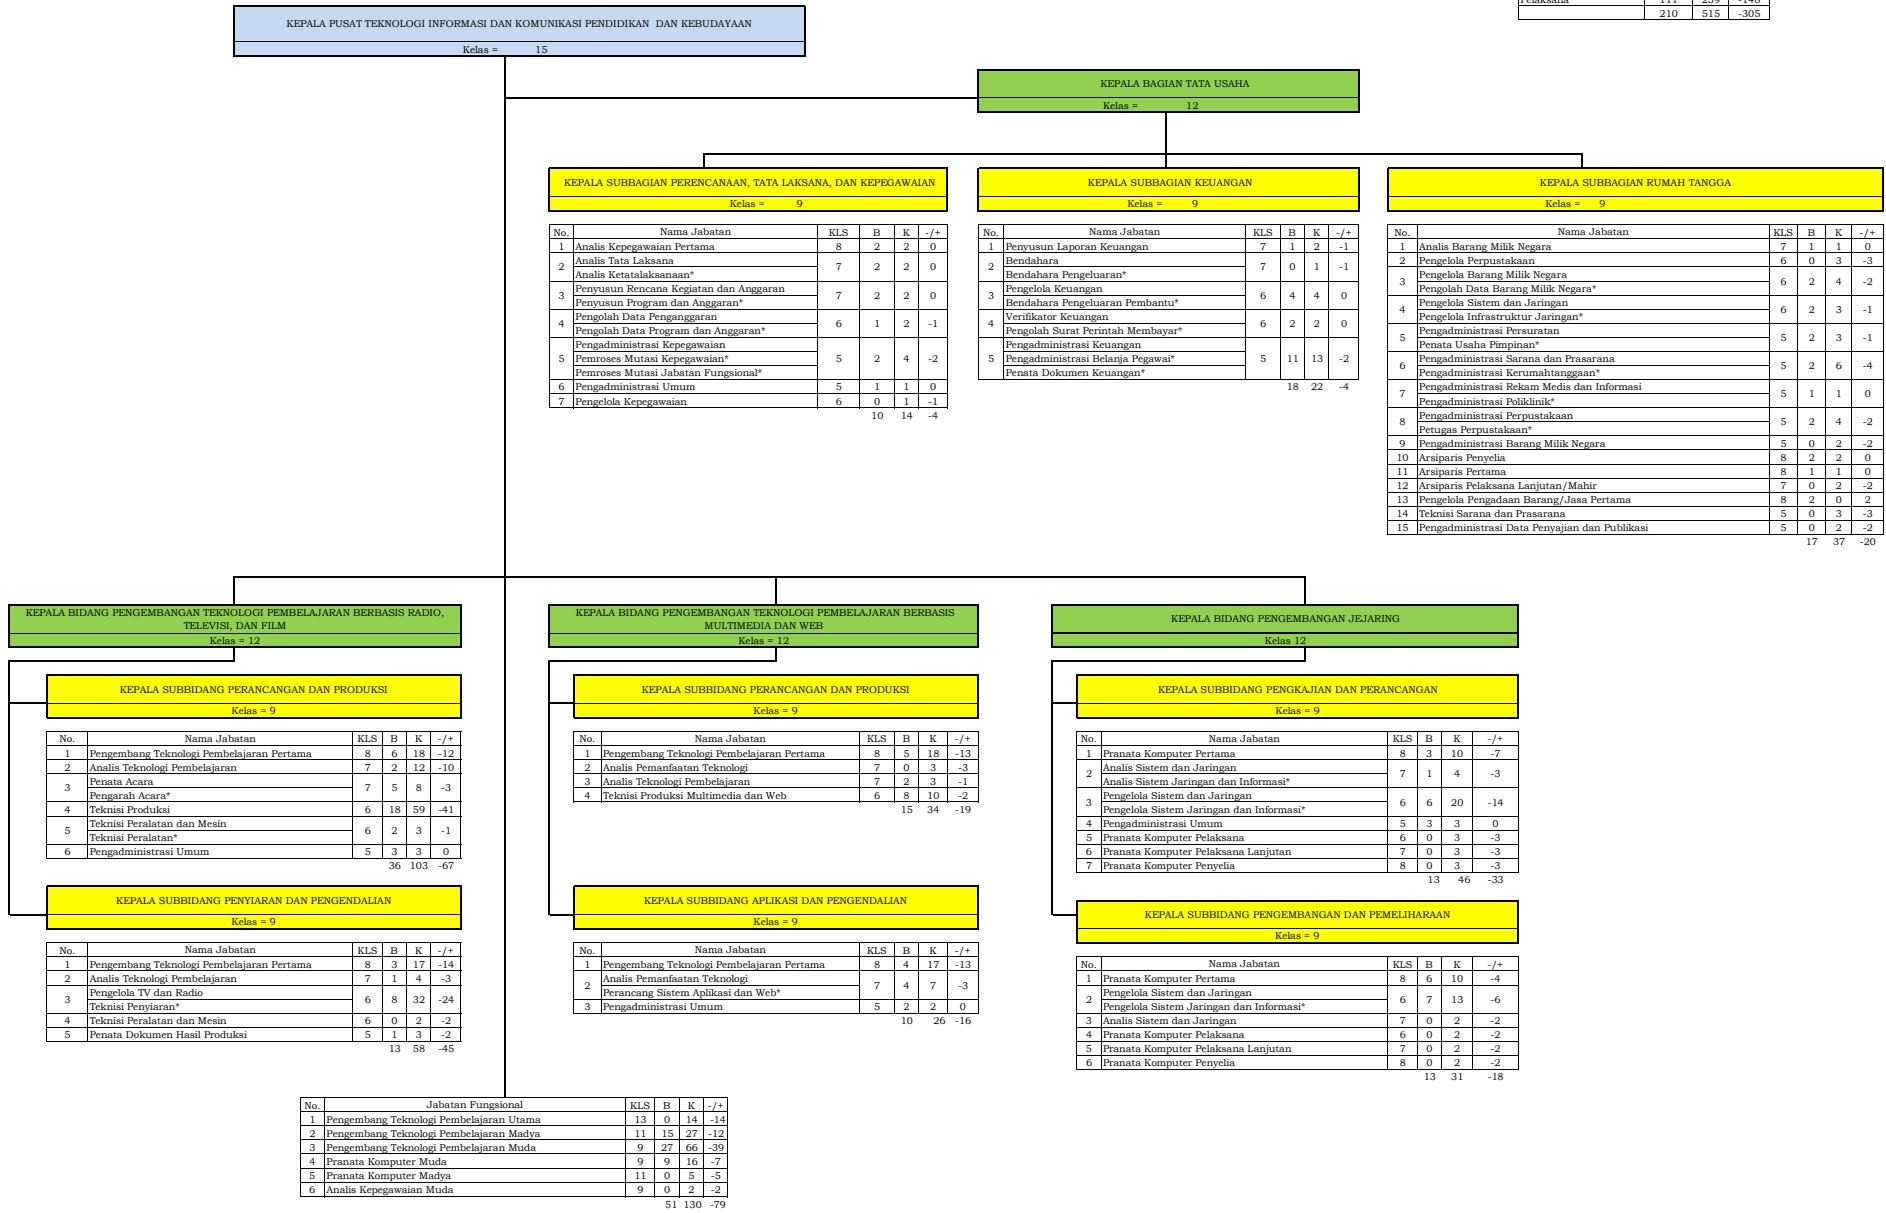 KEPALA PUSAT TEKNOLOGI INFORMASI DAN KOMUNIKASI PENDIDIKAN DAN KEBUDAYAAN
Kelas = 15
210 515 -305
KEPALA BAGIAN TATA USAHA
Kelas = 12
KEPALA SUBBAGIAN PERENCANAAN, TATA LAKSANA, DAN KEPEGAWAIAN
Kelas = 9
No. Nama Jabatan KLS B K -/+
1 Analis Kepegawaian Pertama 8 2 2 0
Analis Tata Laksana
2 7 2 2 0
Analis Ketatalaksanaan*
Penyusun Rencana Kegiatan dan Anggaran
3 7 2 2 0
Penyusun Program dan Anggaran*
Pengolah Data Penganggaran
4 6 1 2 -1
Pengolah Data Program dan Anggaran*
Pengadministrasi Kepegawaian
5 Pemroses Mutasi Kepegawaian* 5 2 4 -2
Pemroses Mutasi Jabatan Fungsional*
6 Pengadministrasi Umum 5 1 1 0
7 Pengelola Kepegawaian 6 0 1 -1
10 14 -4
KEPALA SUBBAGIAN KEUANGAN
Kelas = 9
No. Nama Jabatan KLS B K -/+
1 Penyusun Laporan Keuangan 7 1 2 -1
Bendahara
2 7 0 1 -1
Bendahara Pengeluaran*
Pengelola Keuangan
3 6 4 4 0
Bendahara Pengeluaran Pembantu*
Verifikator Keuangan
4 6 2 2 0
Pengolah Surat Perintah Membayar*
Pengadministrasi Keuangan
5 Pengadministrasi Belanja Pegawai* 5 11 13 -2
Penata Dokumen Keuangan*
18 22 -4
KEPALA SUBBAGIAN RUMAH TANGGA
Kelas = 9
No. Nama Jabatan KLS B K -/+
1 Analis Barang Milik Negara 7 1 1 0
2 Pengelola Perpustakaan 6 0 3 -3
Pengelola Barang Milik Negara
3 6 2 4 -2
Pengolah Data Barang Milik Negara*
Pengelola Sistem dan Jaringan
4 6 2 3 -1
Pengelola Infrastruktur Jaringan*
Pengadministrasi Persuratan
5 5 2 3 -1
Penata Usaha Pimpinan*
Pengadministrasi Sarana dan Prasarana
6 5 2 6 -4
Pengadministrasi Kerumahtanggaan*
Pengadministrasi Rekam Medis dan Informasi
7 5 1 1 0
Pengadministrasi Poliklinik*
Pengadministrasi Perpustakaan
8 5 2 4 -2
Petugas Perpustakaan*
9 Pengadministrasi Barang Milik Negara 5 0 2 -2
10 Arsiparis Penyelia 8 2 2 0
11 Arsiparis Pertama 8 1 1 0
12 Arsiparis Pelaksana Lanjutan/Mahir 7 0 2 -2
13 Pengelola Pengadaan Barang/Jasa Pertama 8 2 0 2
14 Teknisi Sarana dan Prasarana 5 0 3 -3
15 Pengadministrasi Data Penyajian dan Publikasi 5 0 2 -2
17 37 -20
KEPALA BIDANG PENGEMBANGAN TEKNOLOGI PEMBELAJARAN BERBASIS RADIO,
TELEVISI, DAN FILM
Kelas = 12
KEPALA SUBBIDANG PERANCANGAN DAN PRODUKSI
Kelas = 9
No. Nama Jabatan KLS B K -/+
1 Pengembang Teknologi Pembelajaran Pertama 8 6 18 -12
2 Analis Teknologi Pembelajaran 7 2 12 -10
Penata Acara
3 7 5 8 -3
Pengarah Acara*
4 Teknisi Produksi 6 18 59 -41
Teknisi Peralatan dan Mesin
5 6 2 3 -1
Teknisi Peralatan*
6 Pengadministrasi Umum 5 3 3 0
36 103 -67
KEPALA SUBBIDANG PENYIARAN DAN PENGENDALIAN
Kelas = 9
No. Nama Jabatan KLS B K -/+
1 Pengembang Teknologi Pembelajaran Pertama 8 3 17 -14
2 Analis Teknologi Pembelajaran 7 1 4 -3
Pengelola TV dan Radio
3 6 8 32 -24
Teknisi Penyiaran*
4 Teknisi Peralatan dan Mesin 6 0 2 -2
5 Penata Dokumen Hasil Produksi 5 1 3 -2
13 58 -45
KEPALA BIDANG PENGEMBANGAN TEKNOLOGI PEMBELAJARAN BERBASIS
MULTIMEDIA DAN WEB
Kelas = 12
KEPALA SUBBIDANG PERANCANGAN DAN PRODUKSI
Kelas = 9
No. Nama Jabatan KLS B K -/+
1 Pengembang Teknologi Pembelajaran Pertama 8 5 18 -13
2 Analis Pemanfaatan Teknologi 7 0 3 -3
3 Analis Teknologi Pembelajaran 7 2 3 -1
4 Teknisi Produksi Multimedia dan Web 6 8 10 -2
15 34 -19
KEPALA SUBBIDANG APLIKASI DAN PENGENDALIAN
Kelas = 9
No. Nama Jabatan KLS B K -/+
1 Pengembang Teknologi Pembelajaran Pertama 8 4 17 -13
Analis Pemanfaatan Teknologi
2 7 4 7 -3
Perancang Sistem Aplikasi dan Web*
3 Pengadministrasi Umum 5 2 2 0
10 26 -16
KEPALA BIDANG PENGEMBANGAN JEJARING
Kelas 12
KEPALA SUBBIDANG PENGKAJIAN DAN PERANCANGAN
Kelas = 9
No. Nama Jabatan KLS B K -/+
1 Pranata Komputer Pertama 8 3 10 -7
Analis Sistem dan Jaringan
2 7 1 4 -3
Analis Sistem Jaringan dan Informasi*
Pengelola Sistem dan Jaringan
3 6 6 20 -14
Pengelola Sistem Jaringan dan Informasi*
4 Pengadministrasi Umum 5 3 3 0
5 Pranata Komputer Pelaksana 6 0 3 -3
6 Pranata Komputer Pelaksana Lanjutan 7 0 3 -3
7 Pranata Komputer Penyelia 8 0 3 -3
13 46 -33
KEPALA SUBBIDANG PENGEMBANGAN DAN PEMELIHARAAN
Kelas = 9
No. Nama Jabatan KLS B K -/+
1 Pranata Komputer Pertama 8 6 10 -4
Pengelola Sistem dan Jaringan
2 6 7 13 -6
Pengelola Sistem Jaringan dan Informasi*
3 Analis Sistem dan Jaringan 7 0 2 -2
4 Pranata Komputer Pelaksana 6 0 2 -2
5 Pranata Komputer Pelaksana Lanjutan 7 0 2 -2
6 Pranata Komputer Penyelia 8 0 2 -2
13 31 -18
No. Jabatan Fungsional KLS B K -/+
1 Pengembang Teknologi Pembelajaran Utama 13 0 14 -14
2 Pengembang Teknologi Pembelajaran Madya 11 15 27 -12
3 Pengembang Teknologi Pembelajaran Muda 9 27 66 -39
4 Pranata Komputer Muda 9 9 16 -7
5 Pranata Komputer Madya 11 0 5 -5
6 Analis Kepegawaian Muda 9 0 2 -2
51 130 -79